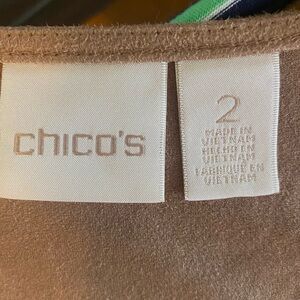 chico's
2
MADE IN
VIETNAM
HECHO EN
VIETNAM
FABRIQUE EN
VIETNAM